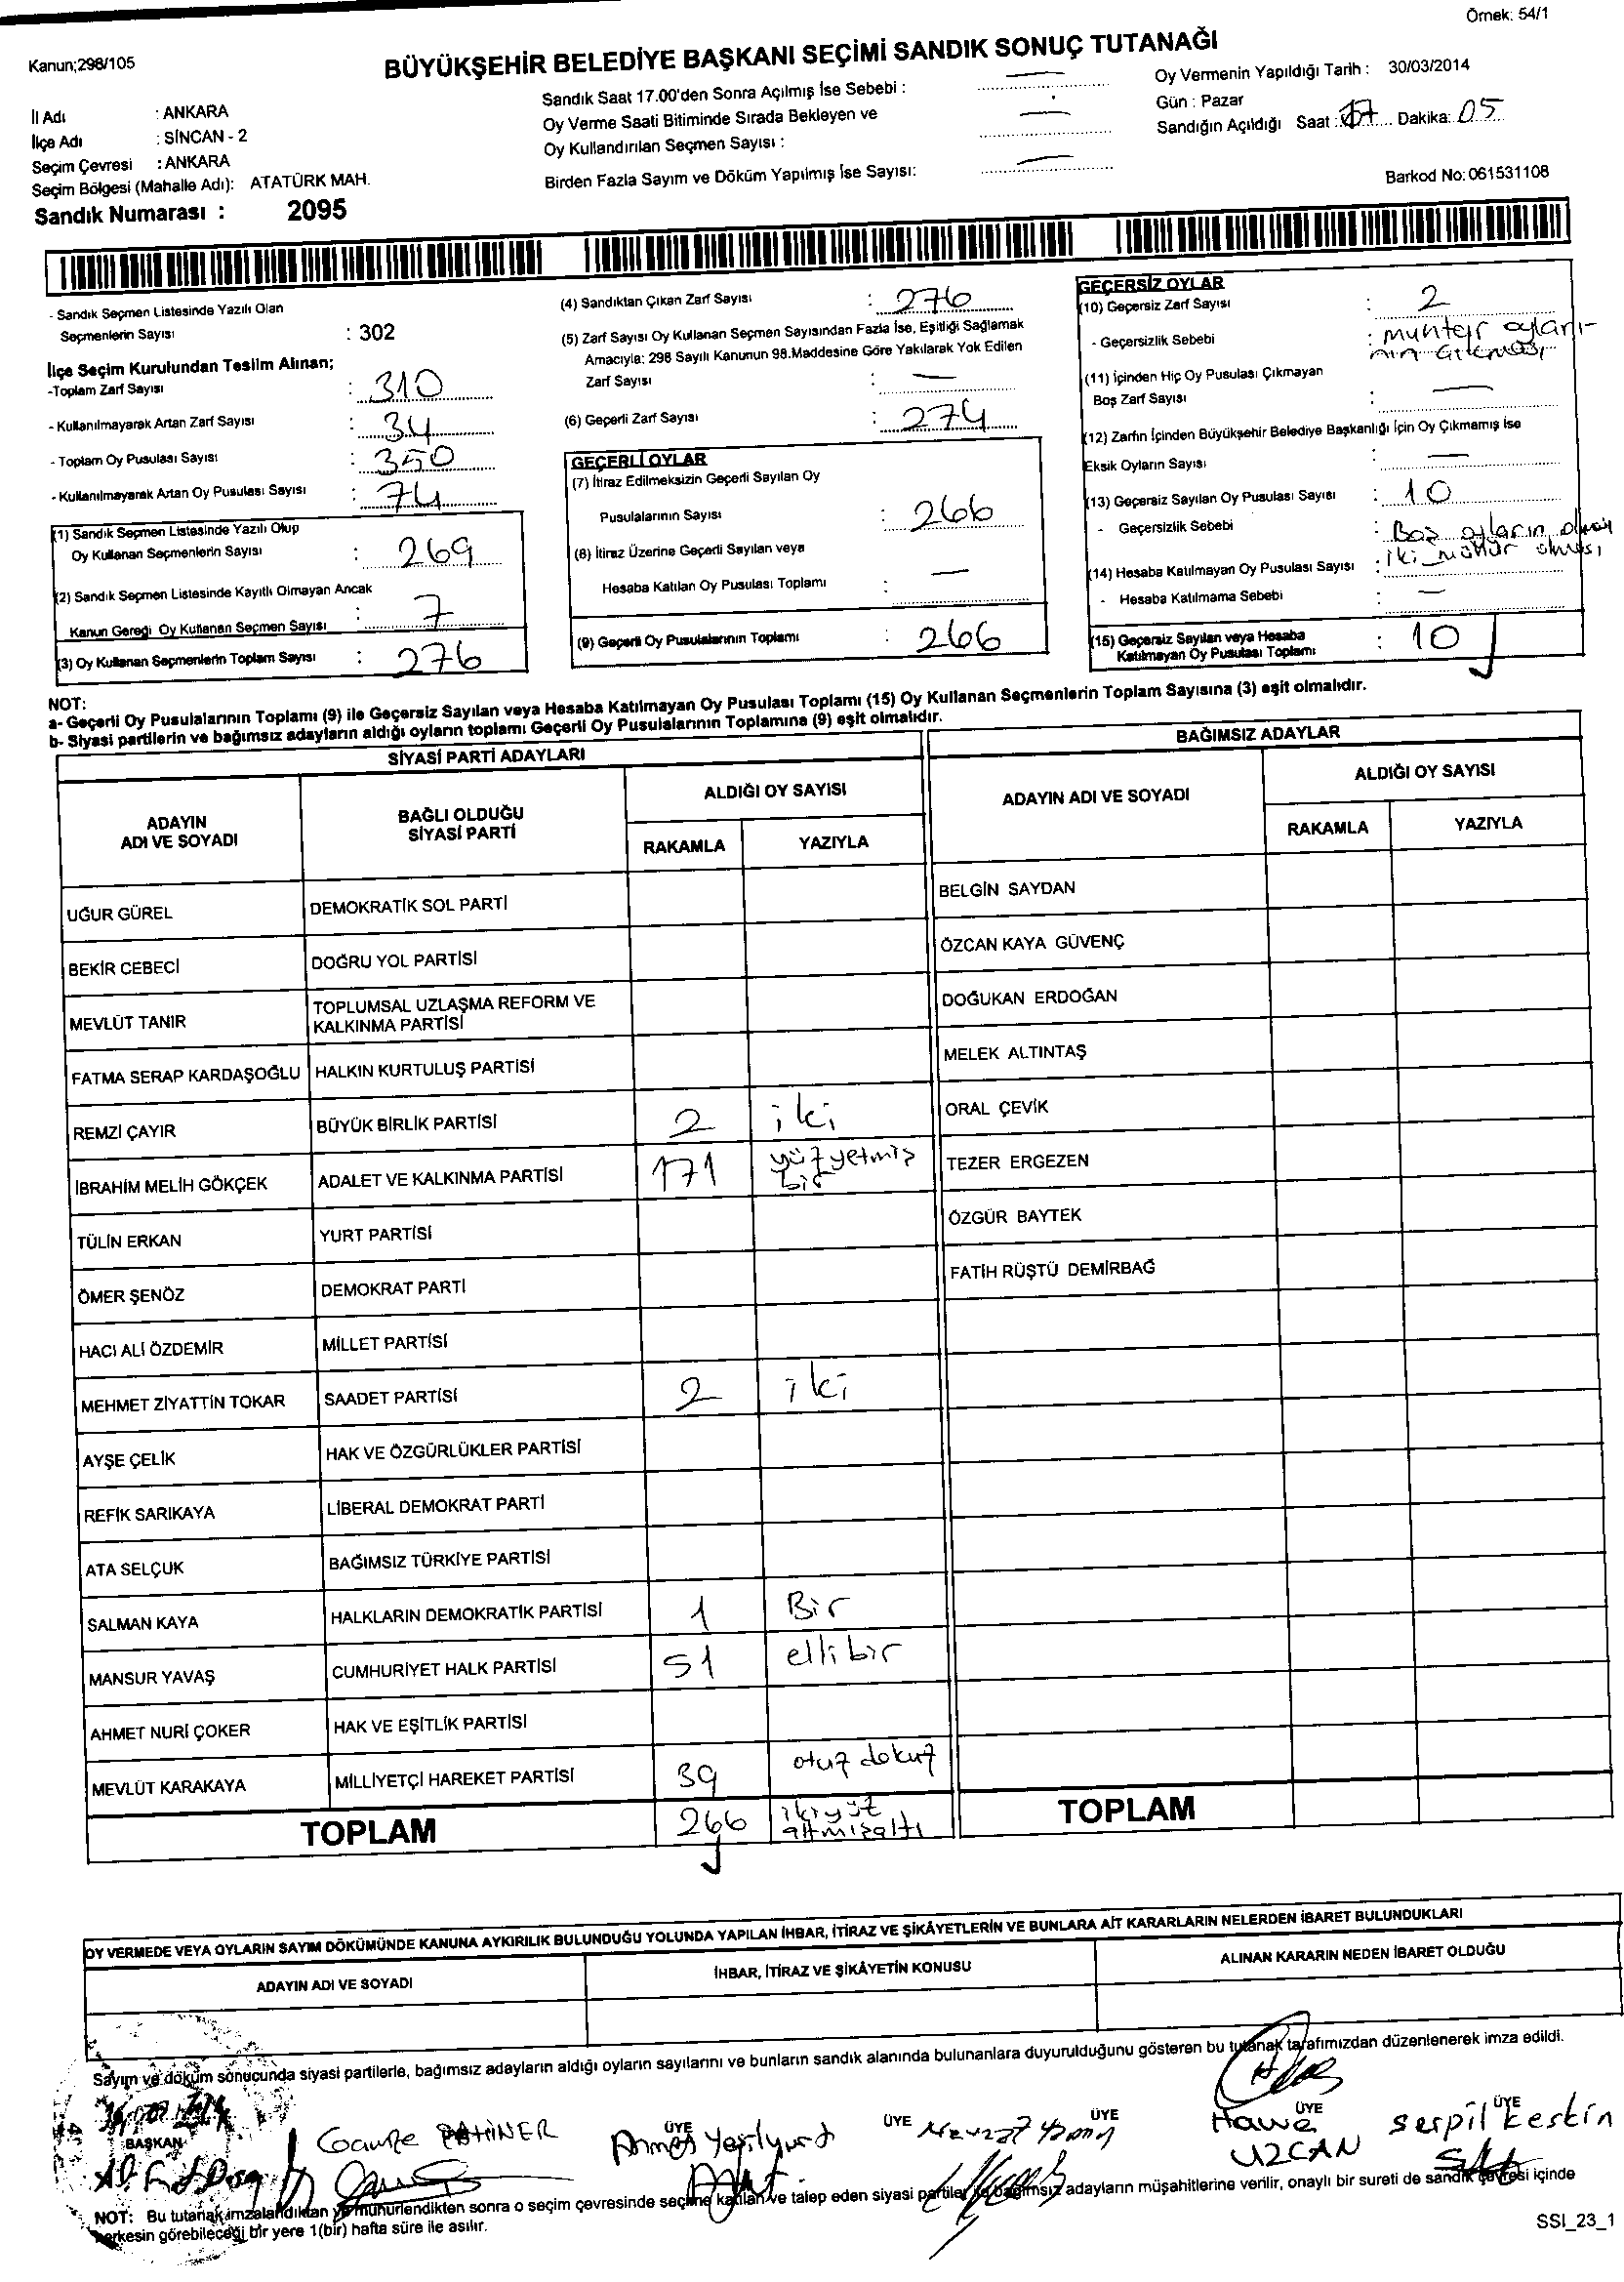 Örnek: 54/1
Kanun;298/105
BÜYÜKŞEHİR BELEDİYE BAŞKANI SEÇİMİ SANDIK SONUÇ TUTANAĞI
İl Adı : ANKARA
İlçe Adı : SİNCAN - 2
Seçim Çevresi : ANKARA
Seçim Bölgesi (Mahalle Adı): ATATÜRK MAH.
Sandık Numarası : 2095
Sandık Saat 17.00'den Sonra Açılmış İse Sebebi : —
Oy Verme Saati Bitiminde Sırada Bekleyen ve
Oy Kullandırılan Seçmen Sayısı : —
Birden Fazla Sayım ve Döküm Yapılmış İse Sayısı: —
Oy Vermenin Yapıldığı Tarih : 30/03/2014
Gün : Pazar
Sandığın Açıldığı Saat : 17 Dakika: 05
Barkod No: 061531108
- Sandık Seçmen Listesinde Yazılı Olan
Seçmenlerin Sayısı : 302
İlçe Seçim Kurulundan Teslim Alınan;
-Toplam Zarf Sayısı : 310
- Kullanılmayarak Artan Zarf Sayısı : 34
- Toplam Oy Pusulası Sayısı : 350
- Kullanılmayarak Artan Oy Pusulası Sayısı : 74
(1) Sandık Seçmen Listesinde Yazılı Olup
Oy Kullanan Seçmenlerin Sayısı : 269
(2) Sandık Seçmen Listesinde Kayıtlı Olmayan Ancak
Kanun Gereği Oy Kullanan Seçmen Sayısı : 7
(3) Oy Kullanan Seçmenlerin Toplam Sayısı : 276
(4) Sandıktan Çıkan Zarf Sayısı : 276
(5) Zarf Sayısı Oy Kullanan Seçmen Sayısından Fazla İse, Eşitliği Sağlamak
Amacıyla: 298 Sayılı Kanunun 98.Maddesine Göre Yakılarak Yok Edilen
Zarf Sayısı : —
(6) Geçerli Zarf Sayısı : 274
GEÇERLİ OYLAR
(7) İtiraz Edilmeksizin Geçerli Sayılan Oy
Pusulalarının Sayısı : 266
(8) İtiraz Üzerine Geçerli Sayılan veya
Hesaba Katılan Oy Pusulası Toplamı : —
(9) Geçerli Oy Pusulalarının Toplamı : 266
GEÇERSİZ OYLAR
(10) Geçersiz Zarf Sayısı : 2
- Geçersizlik Sebebi : muhtar oyları-
nın
(11) İçinden Hiç Oy Pusulası Çıkmayan
Boş Zarf Sayısı : —
(12) Zarfın İçinden Büyükşehir Belediye Başkanlığı İçin Oy Çıkmamış İse
Eksik Oyların Sayısı : —
(13) Geçersiz Sayılan Oy Pusulası Sayısı : 10
- Geçersizlik Sebebi : Boş oyların olması
iki mühür olması
(14) Hesaba Katılmayan Oy Pusulası Sayısı :
- Hesaba Katılmama Sebebi : —
(15) Geçersiz Sayılan veya Hesaba
Katılmayan Oy Pusulası Toplamı : 10
NOT:
a- Geçerli Oy Pusulalarının Toplamı (9) ile Geçersiz Sayılan veya Hesaba Katılmayan Oy Pusulası Toplamı (15) Oy Kullanan Seçmenlerin Toplam Sayısına (3) eşit olmalıdır.
b- Siyasi partilerin ve bağımsız adayların aldığı oyların toplamı Geçerli Oy Pusulalarının Toplamına (9) eşit olmalıdır.
SİYASİ PARTİ ADAYLARI
ADAYIN
ADI VE SOYADI
BAĞLI OLDUĞU
SİYASİ PARTİ
ALDIĞI OY SAYISI
RAKAMLA YAZIYLA
UĞUR GÜREL DEMOKRATİK SOL PARTİ
BEKİR CEBECİ DOĞRU YOL PARTİSİ
MEVLÜT TANIR TOPLUMSAL UZLAŞMA REFORM VE
KALKINMA PARTİSİ
FATMA SERAP KARDAŞOĞLU HALKIN KURTULUŞ PARTİSİ
REMZİ ÇAYIR BÜYÜK BİRLİK PARTİSİ 2 iki
İBRAHİM MELİH GÖKÇEK ADALET VE KALKINMA PARTİSİ 171 yüzyetmiş
bir
TÜLİN ERKAN YURT PARTİSİ
ÖMER ŞENÖZ DEMOKRAT PARTİ
HACI ALİ ÖZDEMİR MİLLET PARTİSİ
MEHMET ZİYATTİN TOKAR SAADET PARTİSİ 2 iki
AYŞE ÇELİK HAK VE ÖZGÜRLÜKLER PARTİSİ
REFİK SARIKAYA LİBERAL DEMOKRAT PARTİ
ATA SELÇUK BAĞIMSIZ TÜRKİYE PARTİSİ
SALMAN KAYA HALKLARIN DEMOKRATİK PARTİSİ 1 Bir
MANSUR YAVAŞ CUMHURİYET HALK PARTİSİ 51 elli bir
AHMET NURİ ÇOKER HAK VE EŞİTLİK PARTİSİ
MEVLÜT KARAKAYA MİLLİYETÇİ HAREKET PARTİSİ 39 otuz dokuz
TOPLAM 266 ikiyüz
altmışaltı
BAĞIMSIZ ADAYLAR
ADAYIN ADI VE SOYADI
ALDIĞI OY SAYISI
RAKAMLA YAZIYLA
BELGİN SAYDAN
ÖZCAN KAYA GÜVENÇ
DOĞUKAN ERDOĞAN
MELEK ALTINTAŞ
ORAL ÇEVİK
TEZER ERGEZEN
ÖZGÜR BAYTEK
FATİH RÜŞTÜ DEMİRBAĞ
TOPLAM
OY VERMEDE VEYA OYLARIN SAYIM DÖKÜMÜNDE KANUNA AYKIRILIK BULUNDUĞU YOLUNDA YAPILAN İHBAR, İTİRAZ VE ŞİKÂYETLERİN VE BUNLARA AİT KARARLARIN NELERDEN İBARET BULUNDUKLARI
ADAYIN ADI VE SOYADI İHBAR, İTİRAZ VE ŞİKÂYETİN KONUSU ALINAN KARARIN NEDEN İBARET OLDUĞU
Sayım ve döküm sonucunda siyasi partilerle, bağımsız adayların aldığı oyların sayılarını ve bunların sandık alanında bulunanlara duyurulduğunu gösteren bu tutanak tarafımızdan düzenlenerek imza edildi.
BAŞKAN ÜYE ÜYE ÜYE ÜYE ÜYE
Gamze Ahmet Yeşilyurt Nevzat Hawa
UZCAN serpil keskin
NOT: Bu tutanak imzalandıktan ve mühürlendikten sonra o seçim çevresinde seçime katılan ve talep eden siyasi partiler ile bağımsız adayların müşahitlerine verilir, onaylı bir sureti de sandık çevresi içinde
herkesin görebileceği bir yere 1(bir) hafta süre ile asılır.
SSI_23_1